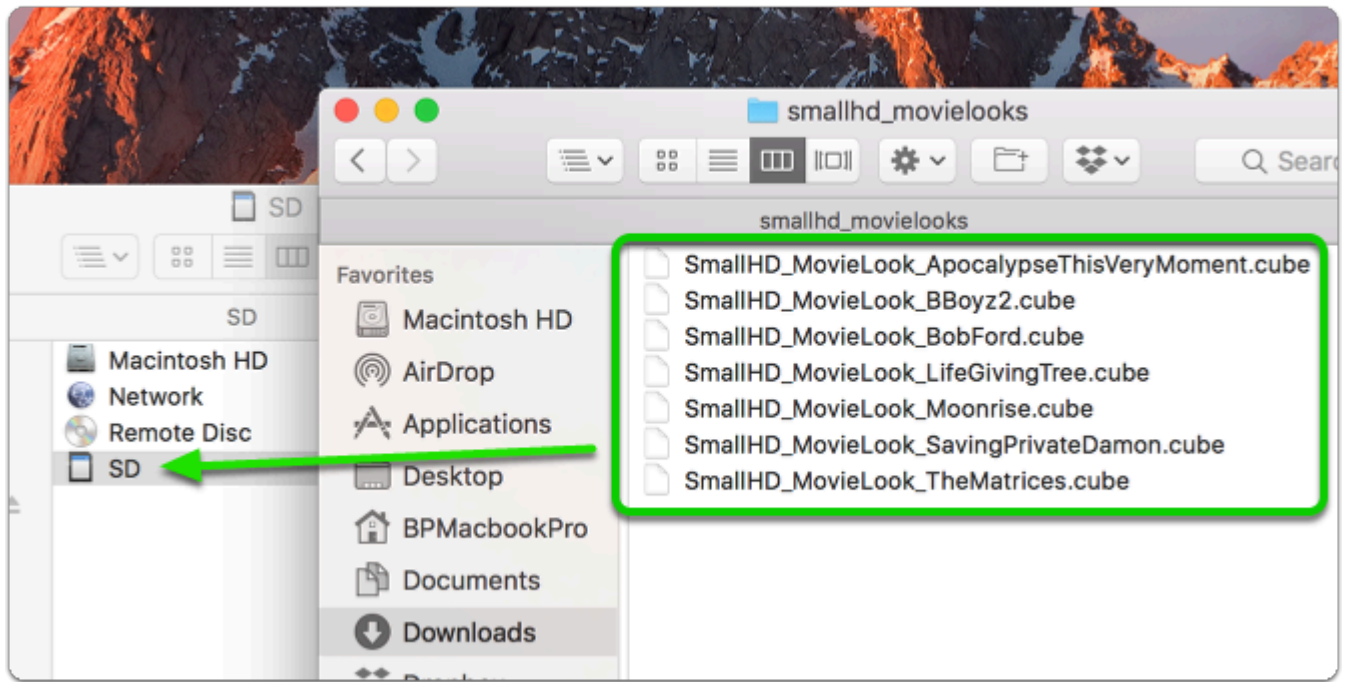 smallhd_movielooks
Sear
smallhd_movielooks
SD
SD
Macintosh HD
Network
Remote Disc
SD
Favorites
Macintosh HD
AirDrop
Applications
Desktop
BPMacbookPro
Documents
Downloads
SmallHD_MovieLook_ApocalypseThisVeryMoment.cube
SmallHD_MovieLook_BBoyz2.cube
SmallHD_MovieLook_BobFord.cube
SmallHD_MovieLook_LifeGivingTree.cube
SmallHD_MovieLook_Moonrise.cube
SmallHD_MovieLook_SavingPrivateDamon.cube
SmallHD_MovieLook_TheMatrices.cube